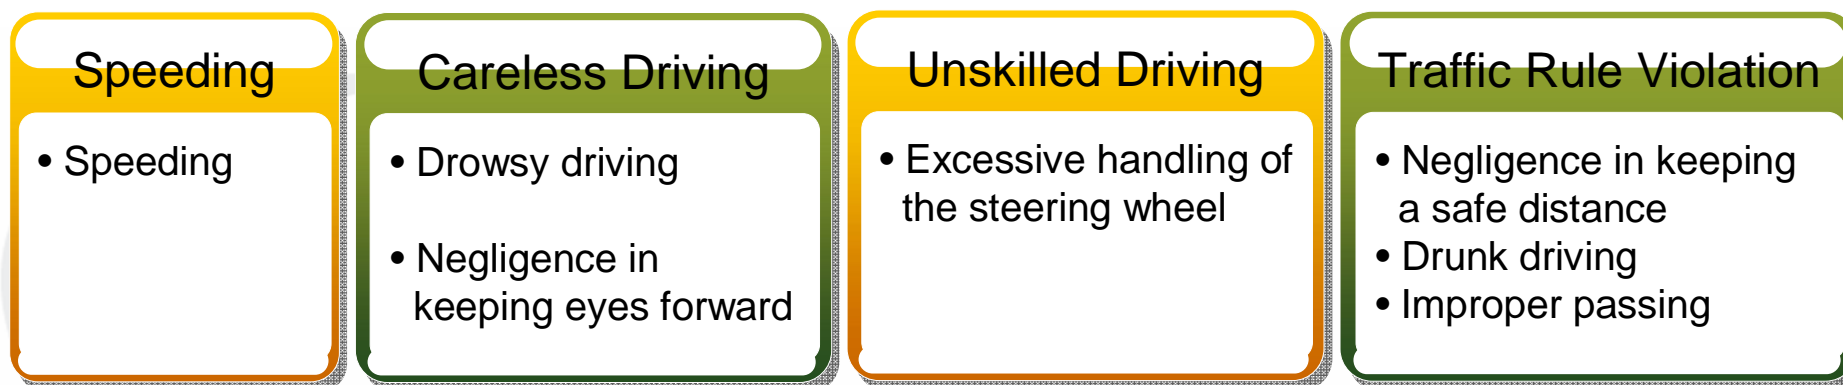 Speeding
• Speeding
Careless Driving
• Drowsy driving
• Negligence in
keeping eyes forward
Unskilled Driving
• Excessive handling of
the steering wheel
Traffic Rule Violation
• Negligence in keeping
a safe distance
• Drunk driving
• Improper passing